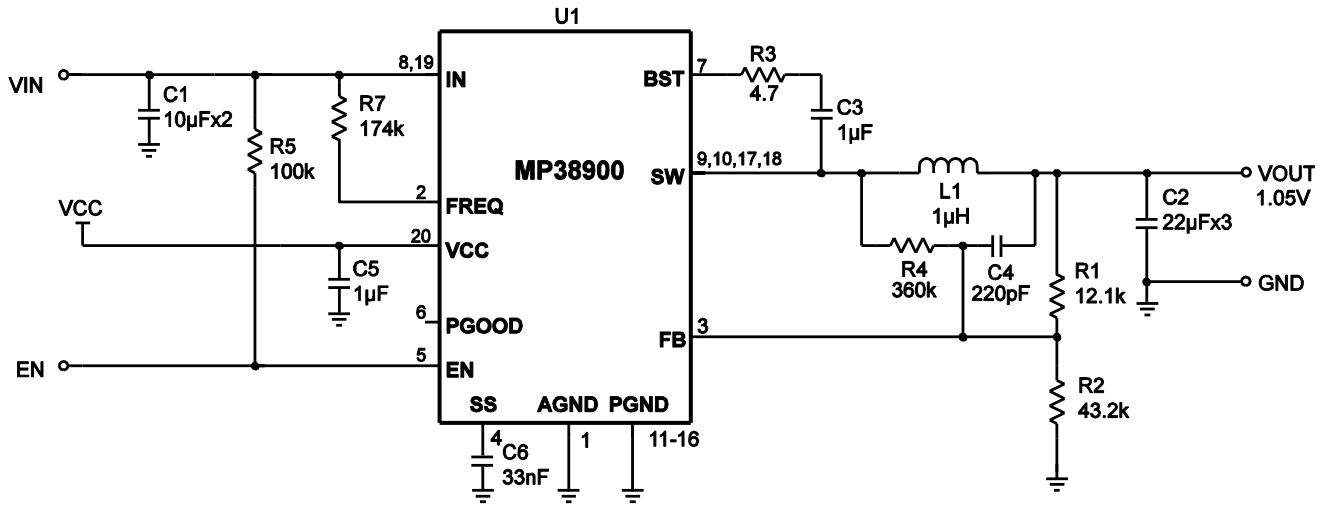 U1
VIN
C1
10µFx2
R5
100k
R7
174k
8,19
IN
2
FREQ
VCC
20
VCC
C5
1µF
6
PGOOD
EN
5
EN
MP38900
SS
AGND
PGND
4
C6
33nF
1
11-16
BST
7
R3
4.7
C3
1µF
SW
9,10,17,18
L1
1µH
R4
360k
C4
220pF
FB
3
R1
12.1k
R2
43.2k
C2
22µFx3
VOUT
1.05V
GND